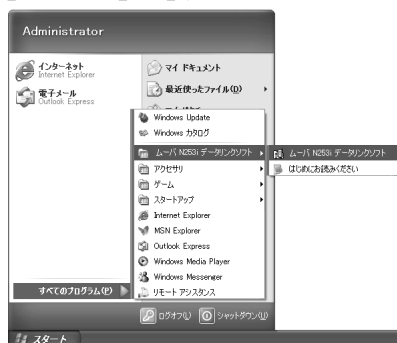 Administrator
インターネット
Internet Explorer
電子メール
Outlook Express
マイ ドキュメント
最近使ったファイル(D)
Windows Update
Windows カタログ
ムーバ N253i データリンクソフト
アクセサリ
ゲーム
スタートアップ
Internet Explorer
MSN Explorer
Outlook Express
Windows Media Player
Windows Messenger
リモート アシスタンス
ムーバ N253i データリンクソフト
はじめにお読みください
すべてのプログラム(P)
ログオフ(L)
シャットダウン(U)
スタート